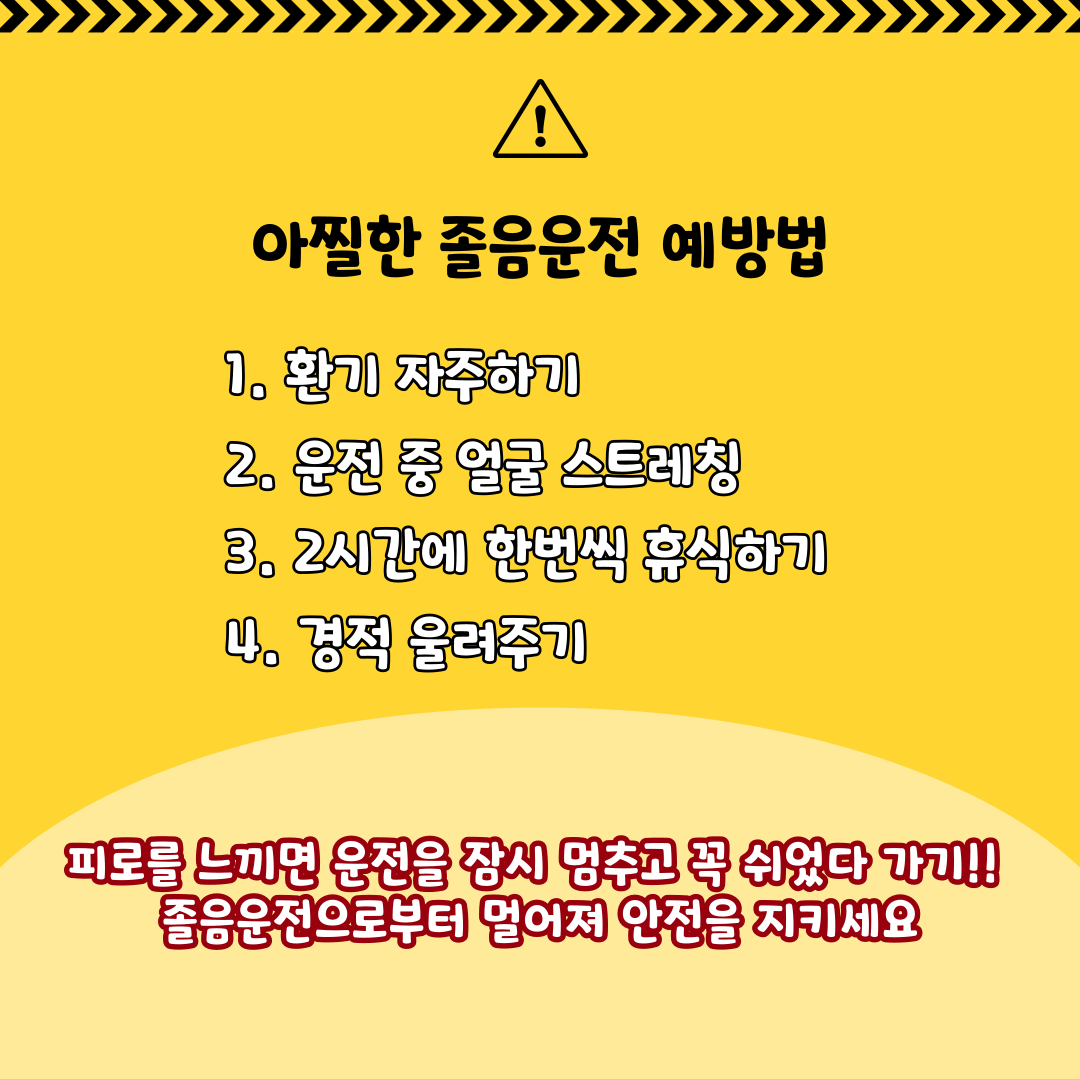 아찔한 졸음운전 예방법
1. 환기 자주하기
2. 운전 중 얼굴 스트레칭
3. 2시간에 한번씩 휴식하기
4. 경적 울려주기
피로를 느끼면 운전을 잠시 멈추고 꼭 쉬었다 가기!!
졸음운전으로부터 멀어져 안전을 지키세요